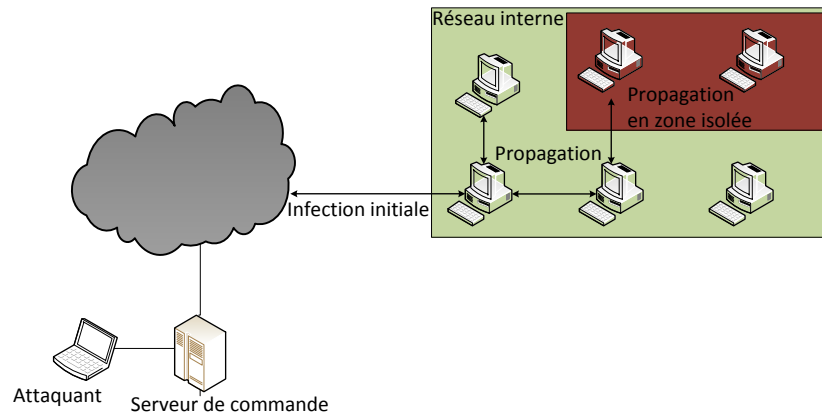 Réseau interne
Propagation
en zone isolée
Propagation
Infection initiale
Attaquant
Serveur de commande